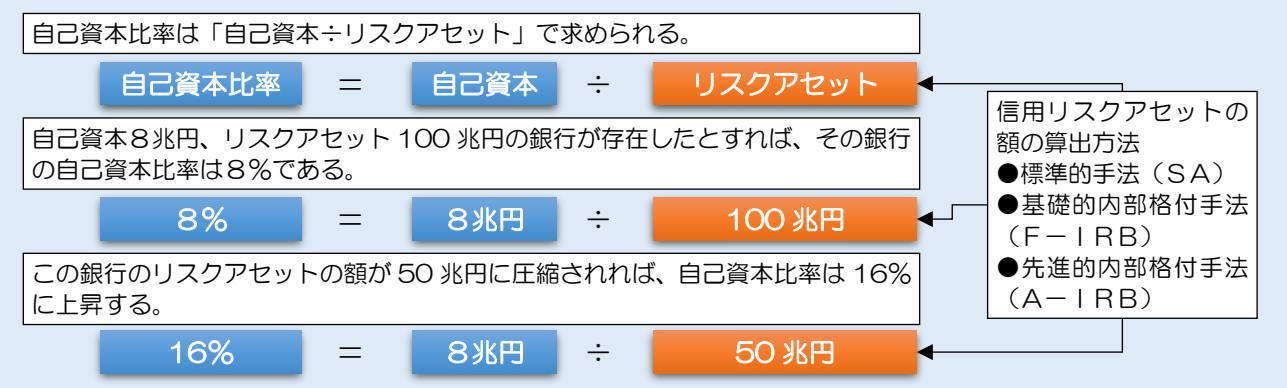 自己資本比率は「自己資本÷リスクアセット」で求められる。
自己資本比率 ＝ 自己資本 ÷ リスクアセット
自己資本８兆円、リスクアセット 100 兆円の銀行が存在したとすれば、その銀行
の自己資本比率は８％である。
８％ ＝ ８兆円 ÷ 100 兆円
この銀行のリスクアセットの額が 50 兆円に圧縮されれば、自己資本比率は 16％
に上昇する。
16％ ＝ ８兆円 ÷ 50 兆円
信用リスクアセットの
額の算出方法
●標準的手法（ＳＡ）
●基礎的内部格付手法
（Ｆ－ＩＲＢ）
●先進的内部格付手法
（Ａ－ＩＲＢ）